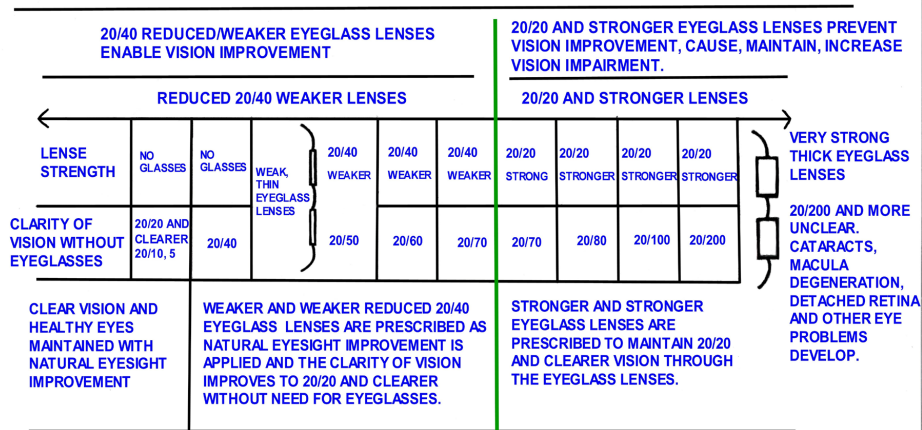 20/40 REDUCED/WEAKER EYEGLASS LENSES
ENABLE VISION IMPROVEMENT
20/20 AND STRONGER EYEGLASS LENSES PREVENT
VISION IMPROVEMENT, CAUSE, MAINTAIN, INCREASE
VISION IMPAIRMENT.
REDUCED 20/40 WEAKER LENSES
20/20 AND STRONGER LENSES
LENSE
STRENGTH
NO
GLASSES
NO
GLASSES
WEAK,
THIN
EYEGLASS
LENSES
20/40
WEAKER
20/40
WEAKER
20/40
WEAKER
20/20
STRONG
20/20
STRONGER
20/20
STRONGER
20/20
STRONGER
VERY STRONG
THICK EYEGLASS
LENSES
CLARITY OF
VISION WITHOUT
EYEGLASSES
20/20 AND
CLEARER
20/10, 5
20/40
20/50
20/60
20/70
20/70
20/80
20/100
20/200
20/200 AND MORE
UNCLEAR.
CATARACTS,
MACULA
DEGENERATION,
DETACHED RETINA
AND OTHER EYE
PROBLEMS
DEVELOP.
CLEAR VISION AND
HEALTHY EYES
MAINTAINED WITH
NATURAL EYESIGHT
IMPROVEMENT
WEAKER AND WEAKER REDUCED 20/40
EYEGLASS LENSES ARE PRESCRIBED AS
NATURAL EYESIGHT IMPROVEMENT IS
APPLIED AND THE CLARITY OF VISION
IMPROVES TO 20/20 AND CLEARER
WITHOUT NEED FOR EYEGLASSES.
STRONGER AND STRONGER
EYEGLASS LENSES ARE
PRESCRIBED TO MAINTAIN 20/20
AND CLEARER VISION THROUGH
THE EYEGLASS LENSES.